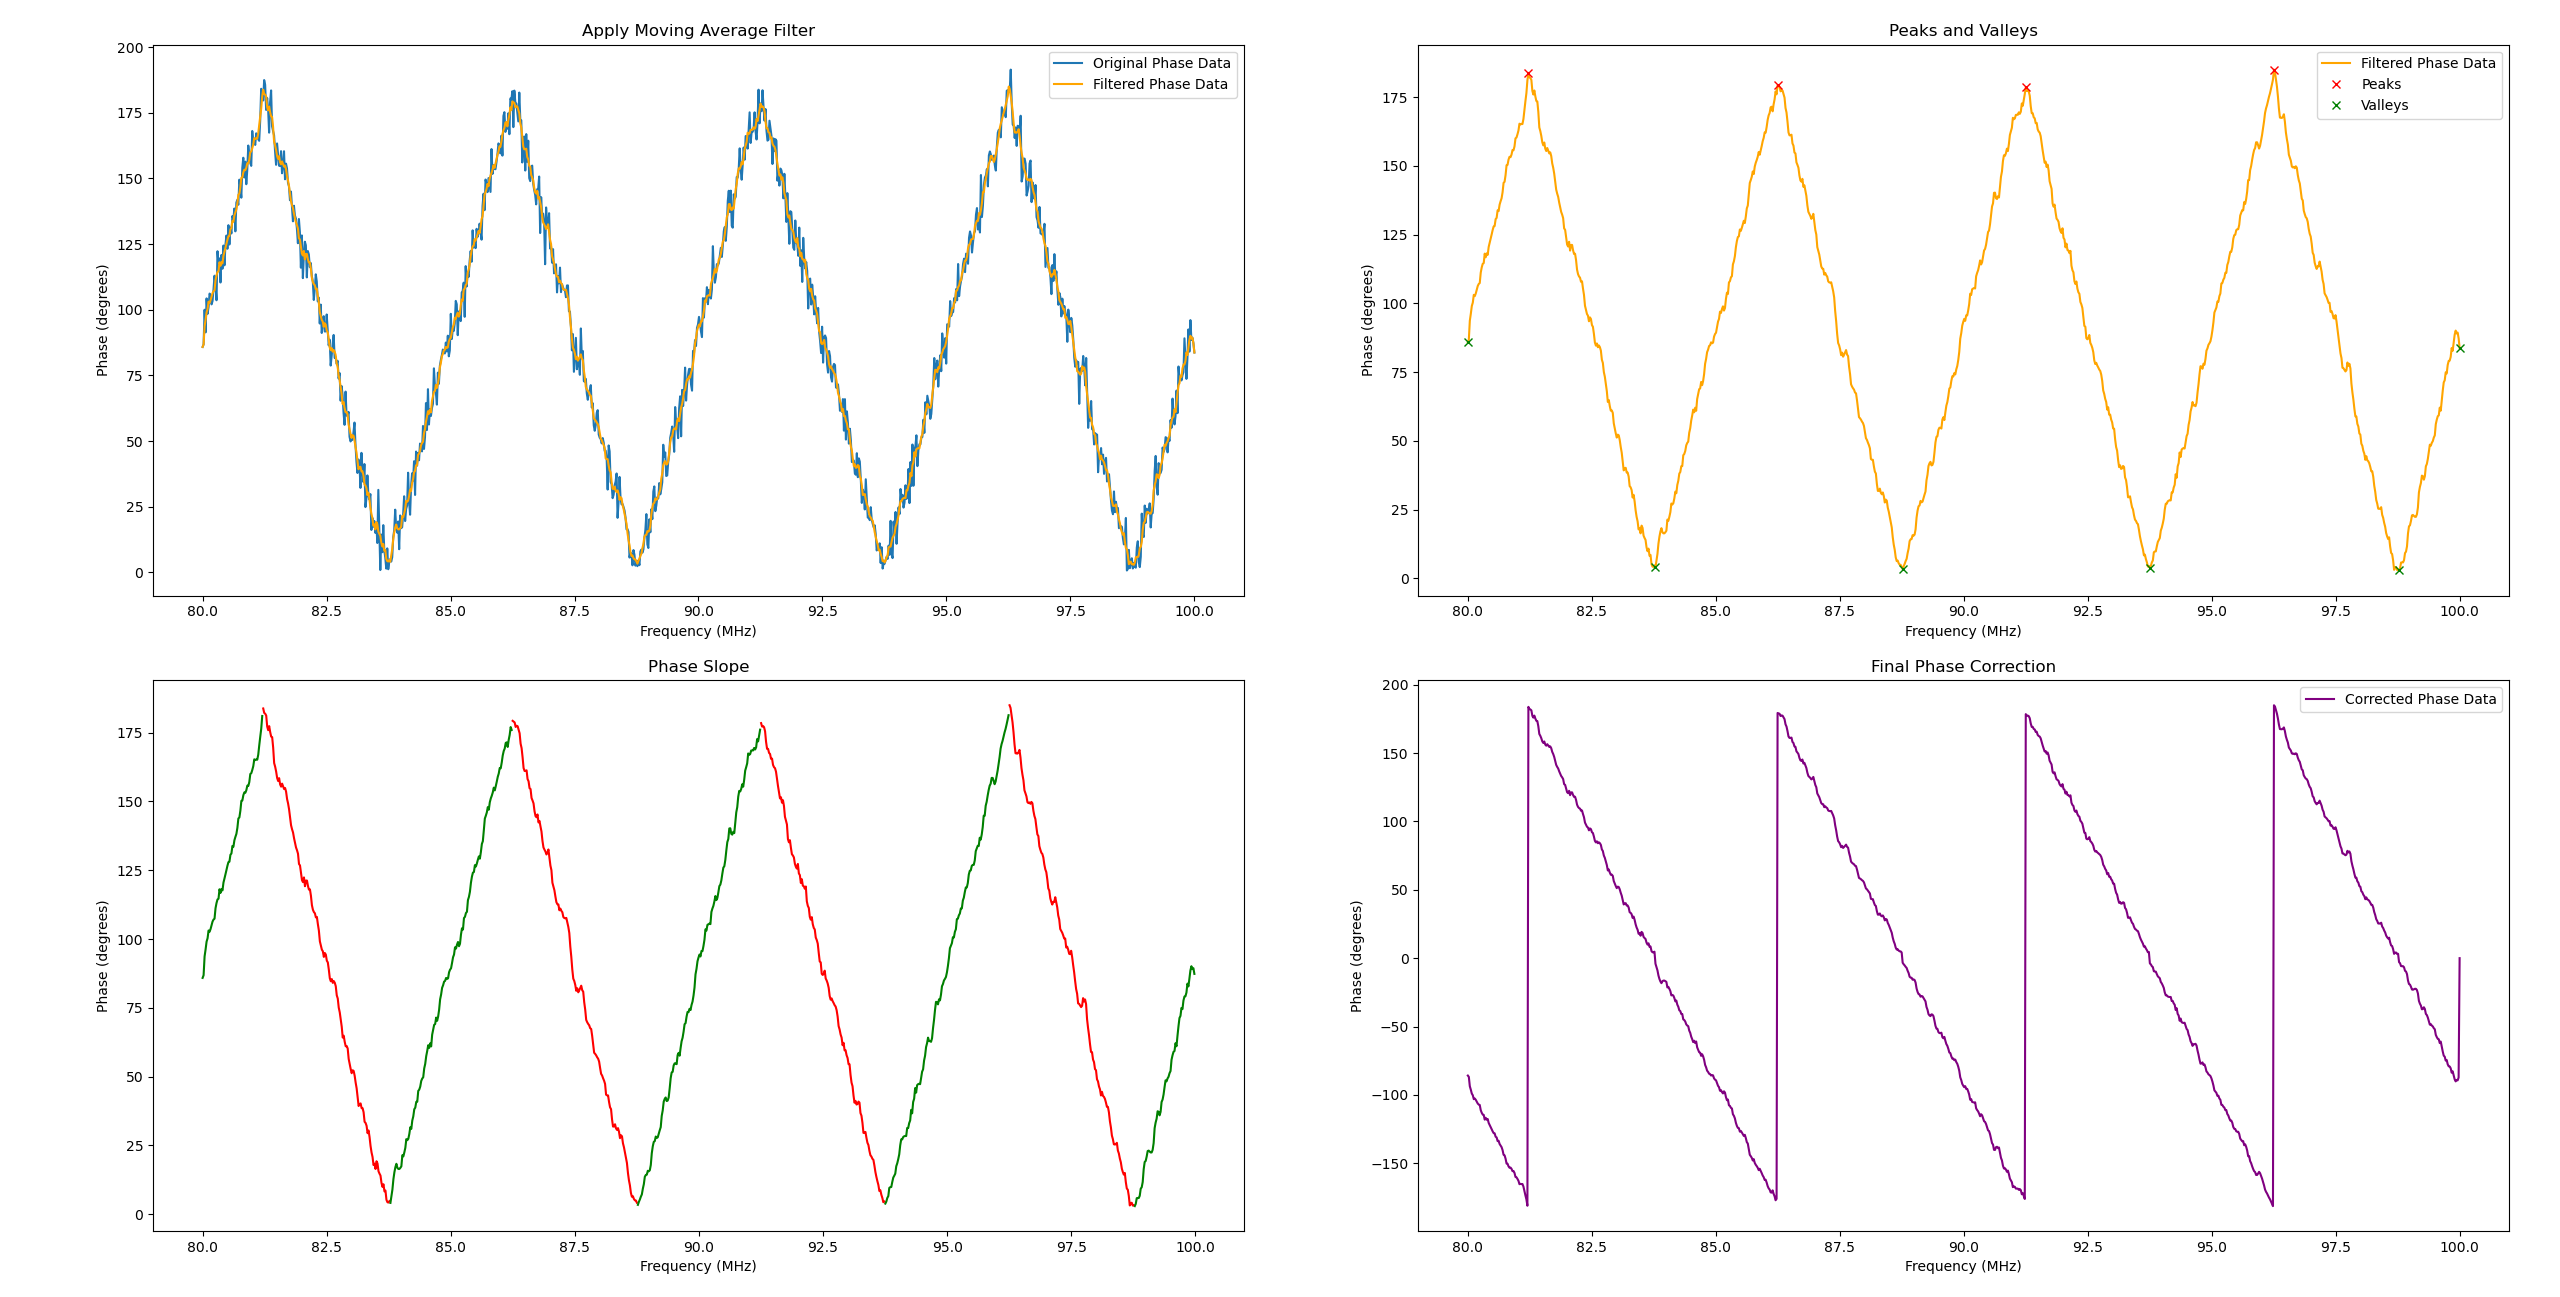 Apply Moving Average Filter
Original Phase Data
Filtered Phase Data
Phase (degrees)
200
175
150
125
100
75
50
25
0
80.0 82.5 85.0 87.5 90.0 92.5 95.0 97.5 100.0
Frequency (MHz)
Peaks and Valleys
Filtered Phase Data
Peaks
Valleys
Phase (degrees)
175
150
125
100
75
50
25
0
80.0 82.5 85.0 87.5 90.0 92.5 95.0 97.5 100.0
Frequency (MHz)
Phase Slope
Phase (degrees)
175
150
125
100
75
50
25
0
80.0 82.5 85.0 87.5 90.0 92.5 95.0 97.5 100.0
Frequency (MHz)
Final Phase Correction
Corrected Phase Data
Phase (degrees)
200
150
100
50
0
−50
−100
−150
80.0 82.5 85.0 87.5 90.0 92.5 95.0 97.5 100.0
Frequency (MHz)